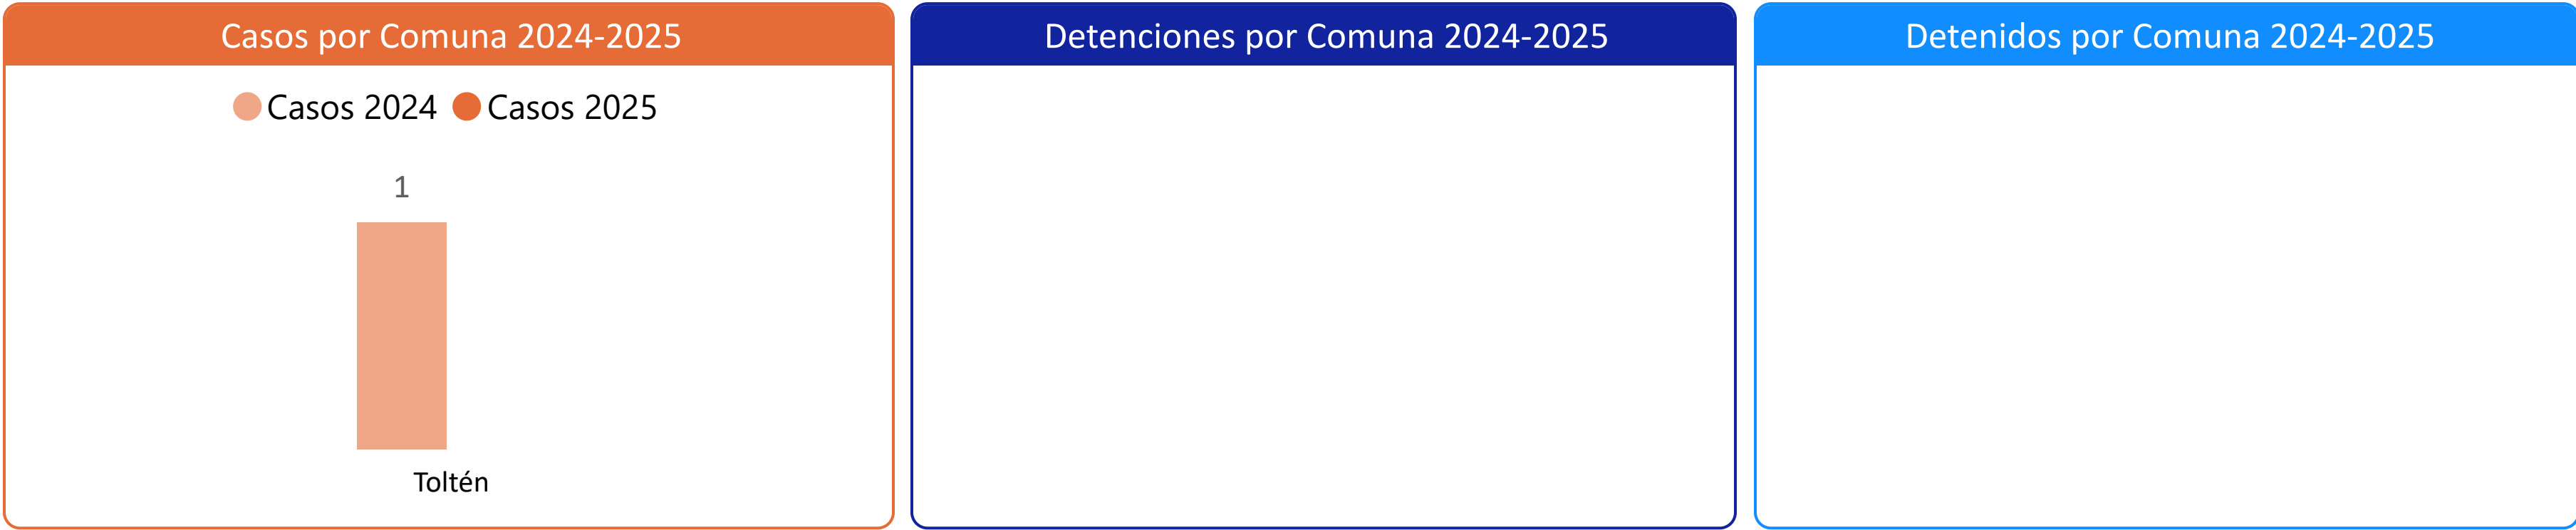 Casos por Comuna 2024-2025
Casos 2024 Casos 2025
1
Toltén
Detenciones por Comuna 2024-2025
Detenidos por Comuna 2024-2025